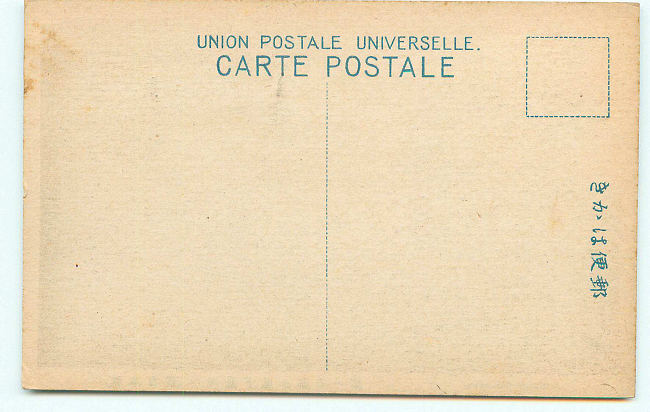 UNION POSTALE UNIVERSELLE.
CARTE POSTALE
郵便はかき